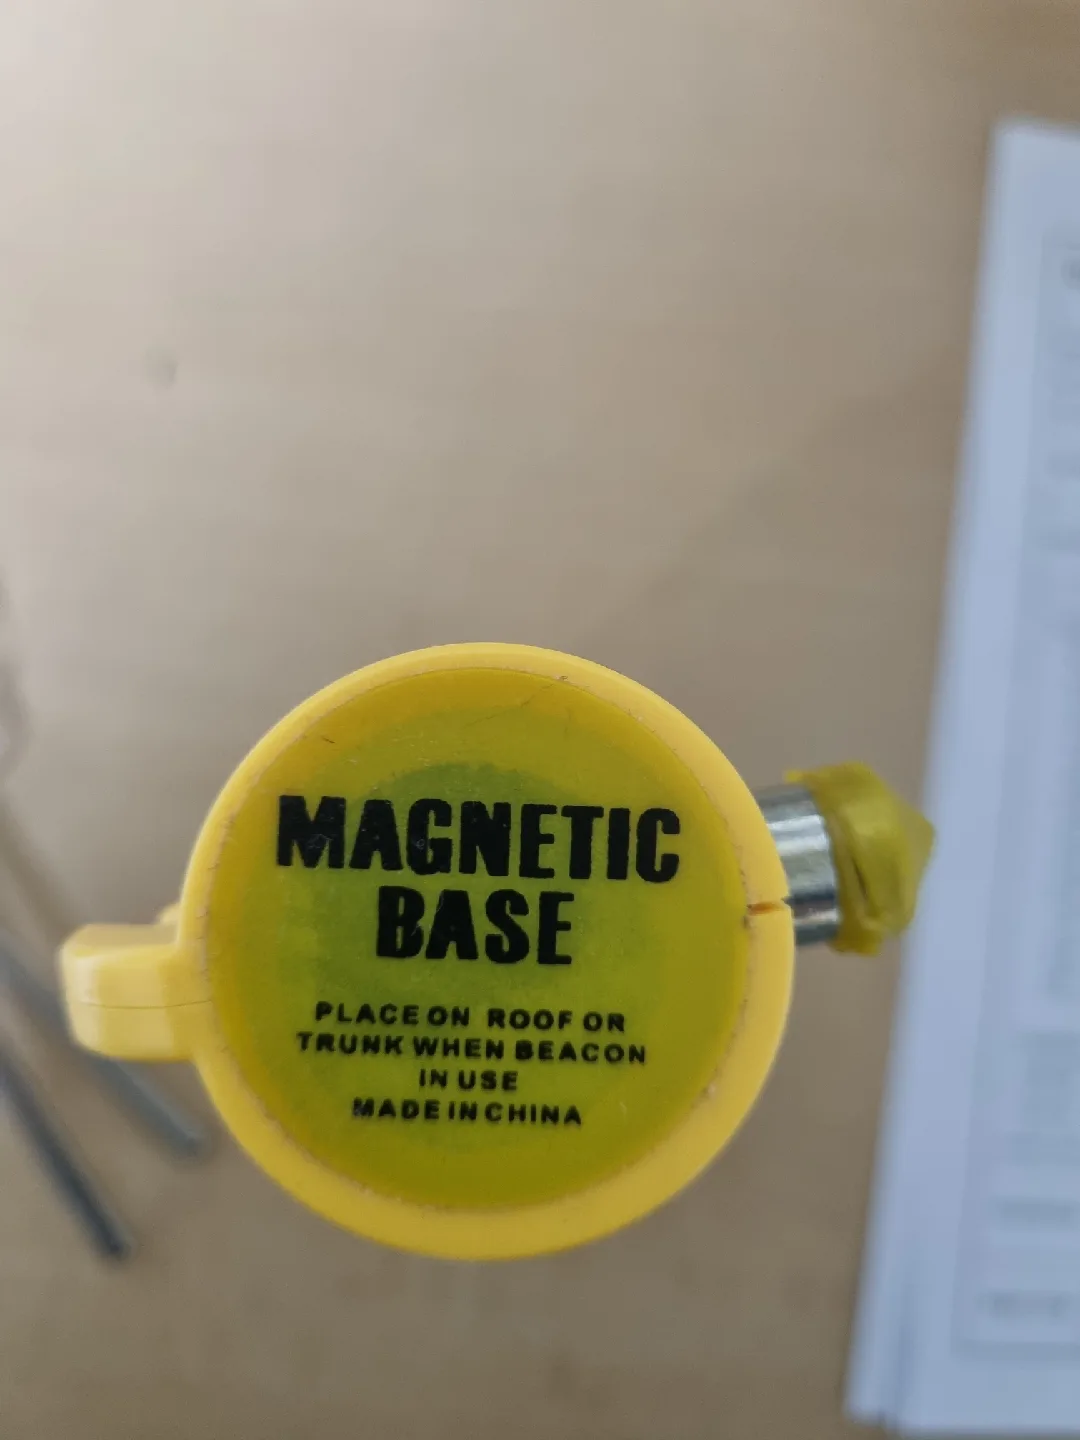 MAGNETIC
BASE
PLACE ON ROOF OR
TRUNK WHEN BEACON
IN USE
MADE IN CHINA